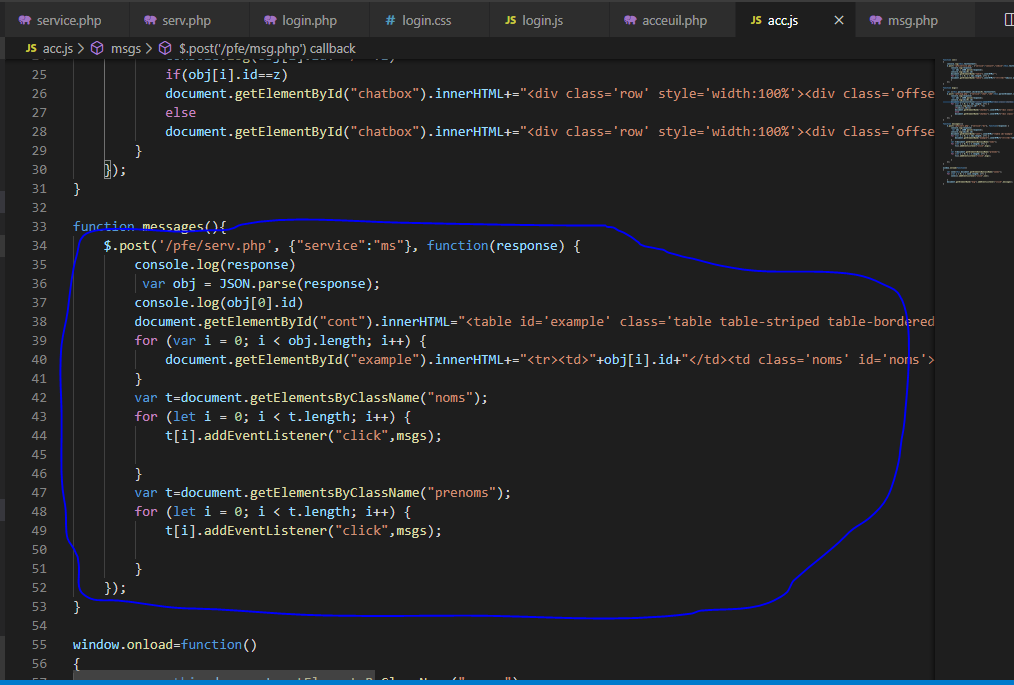 service.php serv.php login.php # login.css JS login.js acceuil.php JS acc.js × msg.php
JS acc.js > msgs > $.post('/pfe/msg.php') callback
25 if(obj[i].id==z)
26 document.getElementById("chatbox").innerHTML+="<div class='row' style='width:100%'><div class='offse
27 else
28 document.getElementById("chatbox").innerHTML+="<div class='row' style='width:100%'><div class='offse
29 }
30 });
31 }
32
33 function messages(){
34 $.post('/pfe/serv.php', {"service":"ms"}, function(response) {
35 console.log(response)
36 var obj = JSON.parse(response);
37 console.log(obj[0].id)
38 document.getElementById("cont").innerHTML="<table id='example' class='table table-striped table-bordered
39 for (var i = 0; i < obj.length; i++) {
40 document.getElementById("example").innerHTML+="<tr><td>"+obj[i].id+"</td><td class='noms' id='noms'>
41 }
42 var t=document.getElementsByClassName("noms");
43 for (let i = 0; i < t.length; i++) {
44 t[i].addEventListener("click",msgs);
45
46 }
47 var t=document.getElementsByClassName("prenoms");
48 for (let i = 0; i < t.length; i++) {
49 t[i].addEventListener("click",msgs);
50
51 }
52 });
53 }
54
55 window.onload=function()
56 {